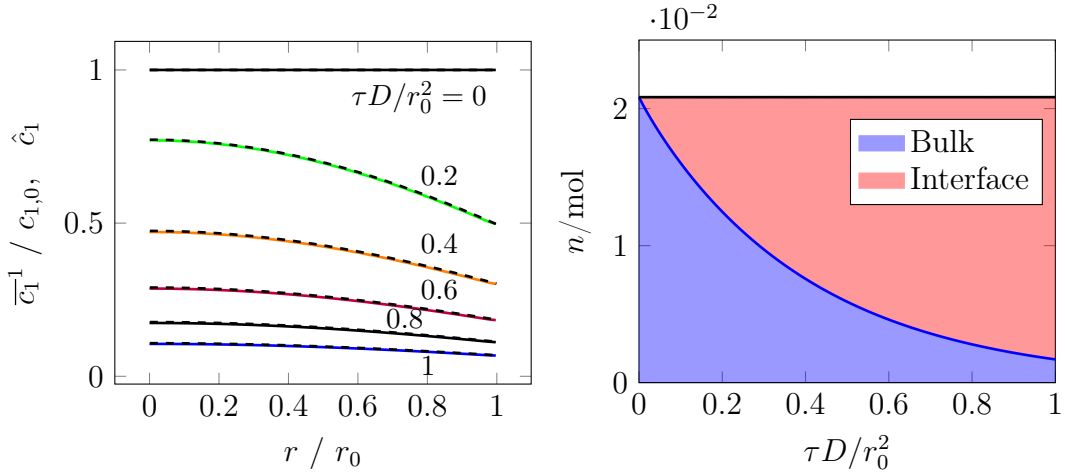 1
0.5
0
0 0.2 0.4 0.6 0.8 1
r / r₀
c̅₁¹ / c₁,₀, ĉ₁
τD/r₀² = 0
0.2
0.4
0.6
0.8
1
·10⁻²
2
1
0
0 0.2 0.4 0.6 0.8 1
τD/r₀²
n/mol
Bulk
Interface